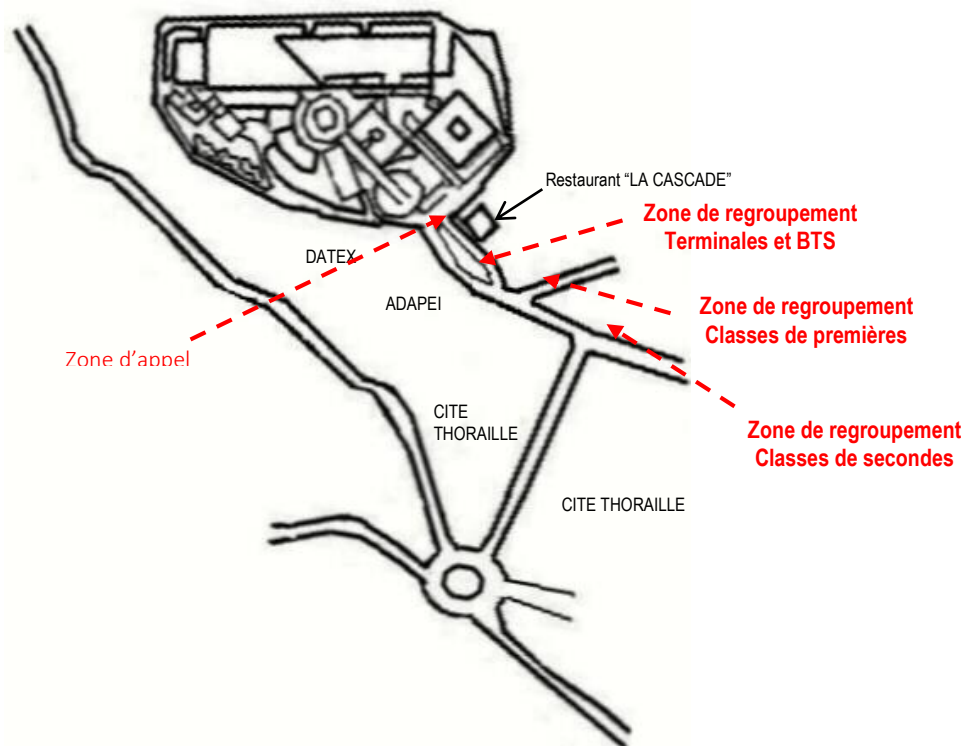 Restaurant “LA CASCADE”
Zone de regroupement
Terminales et BTS
DATEX
ADAPEI
Zone de regroupement
Classes de premières
Zone d’appel
CITE
THORAILLE
Zone de regroupement
Classes de secondes
CITE THORAILLE